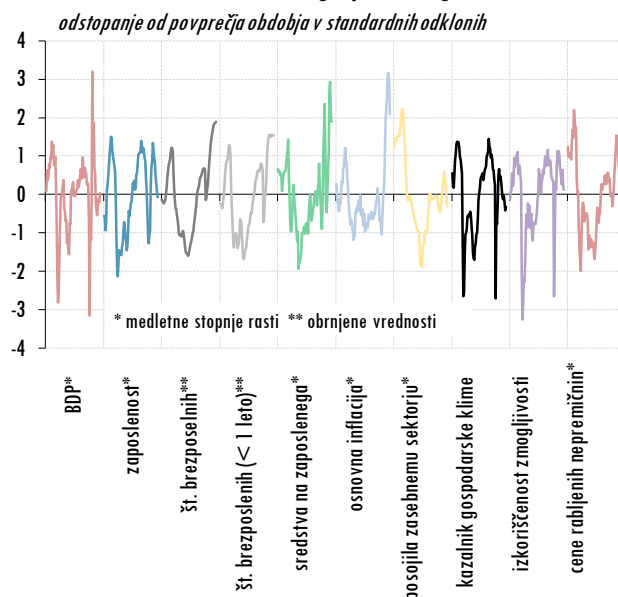 odstopanje od povprečja obdobja v standardnih odklonih
4
3
2
1
0
-1
-2
-3
-4
* medletne stopnje rasti ** obrnjene vrednosti
BDP*
zaposlenost*
št. brezposelnih**
št. brezposlenih (< 1 leto)**
sredstva na zaposlenega*
osnovna inflacija*
posojila zasebnemu sektorju*
kazalnik gospodarske klime
izkoriščenost zmogljivosti
cene rabljenih nepremičnin*